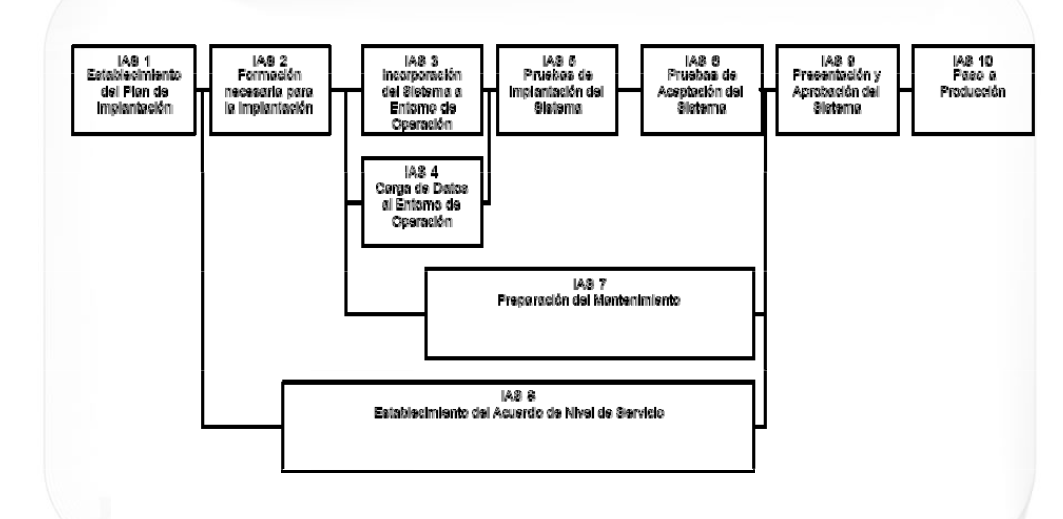 IAS 1
Establecimiento
del Plan de
Implantación
IAS 2
Formación
necesaria para
la Implantación
IAS 3
Incorporación
del Sistema a
Entorno de
Operación
IAS 5
Pruebas de
Implantación del
Sistema
IAS 6
Pruebas de
Aceptación del
Sistema
IAS 9
Presentación y
Aprobación del
Sistema
IAS 10
Paso a
Producción
IAS 4
Carga de Datos
al Entorno de
Operación
IAS 7
Preparación del Mantenimiento
IAS 8
Establecimiento del Acuerdo de Nivel de Servicio